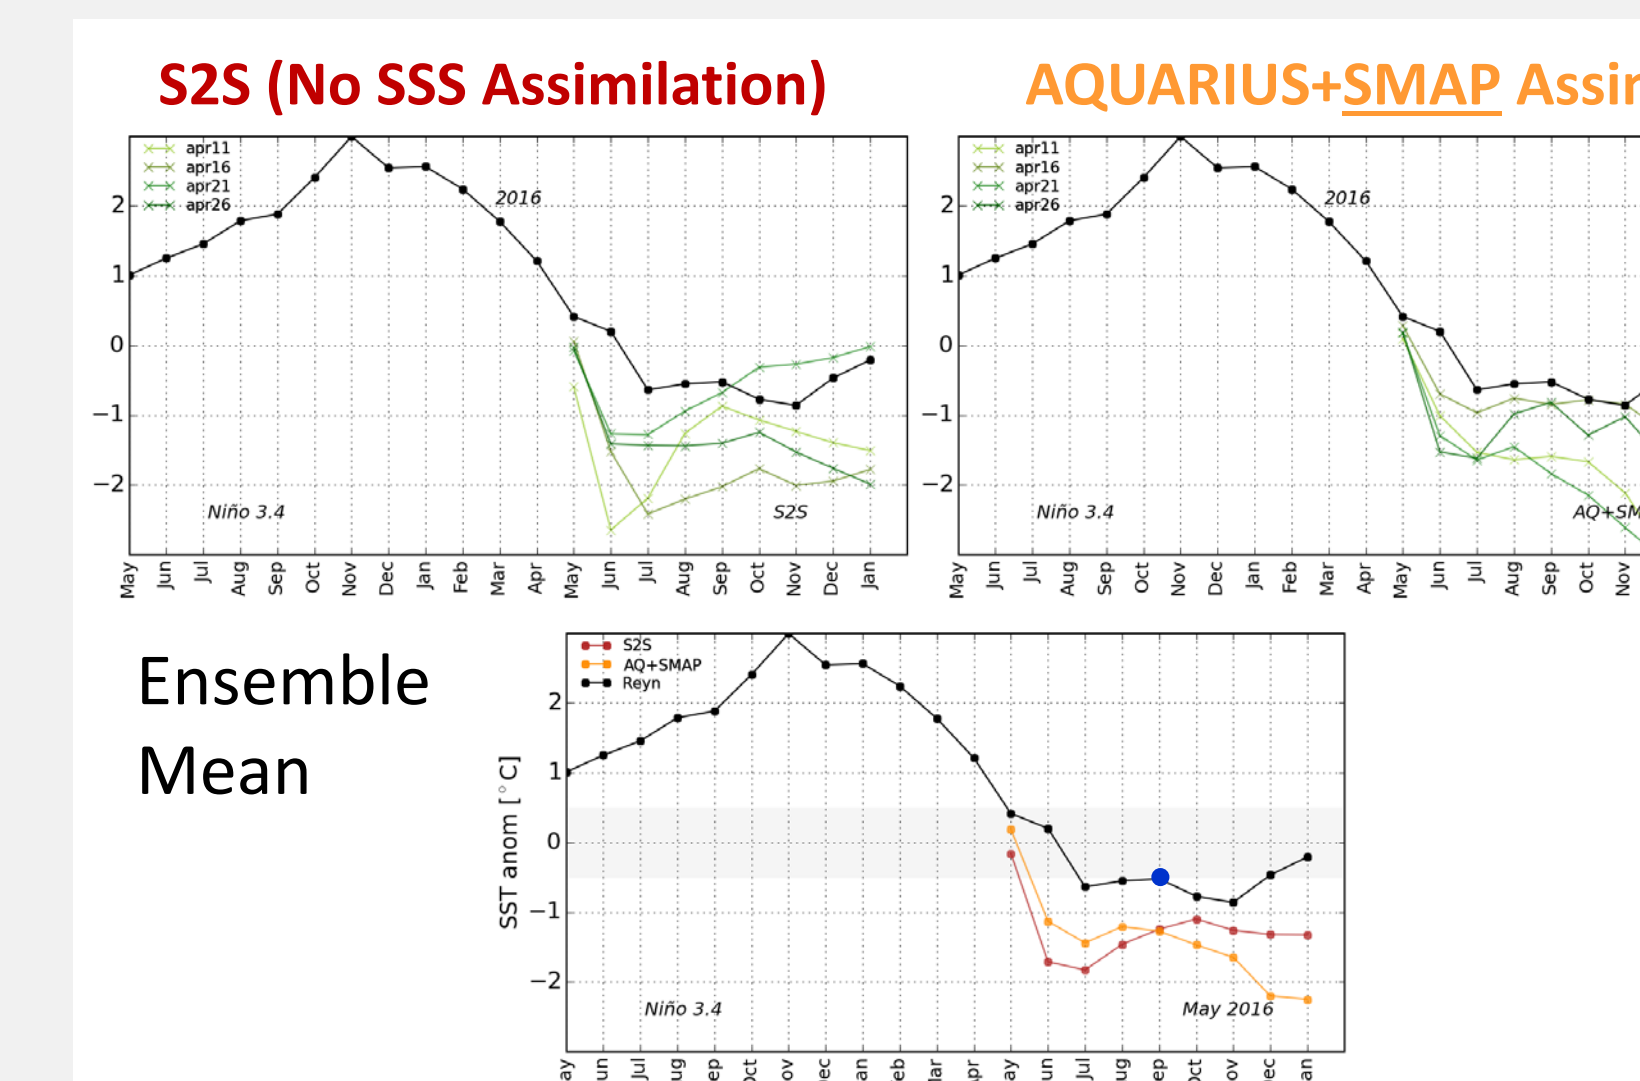 S2S (No SSS Assimilation)
AQUARIUS+SMAP
apr11
apr16
apr21
apr26
2016
2
1
0
−1
−2
Niño 3.4
S2S
May Jun Jul Aug Sep Oct Nov Dec Jan Feb Mar Apr May Jun Jul Aug Sep Oct Nov Dec Jan
apr11
apr16
apr21
apr26
2016
2
1
0
−1
−2
Niño 3.4
May Jun Jul Aug Sep Oct Nov Dec Jan Feb Mar Apr May Jun Jul Aug Sep Oct Nov
Ensemble
Mean
S2S
AQ+SMAP
Reyn
2
1
0
−1
−2
SST anom [°C]
Niño 3.4
May 2016